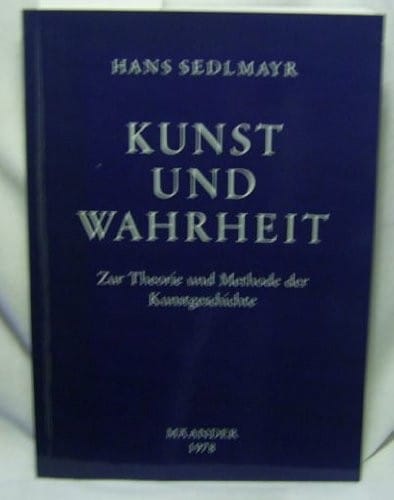 HANS SEDLMAYR
KUNST
UND
WAHRHEIT
Zur Theorie und Methode der
Kunstgeschichte
MÄANDER
1978